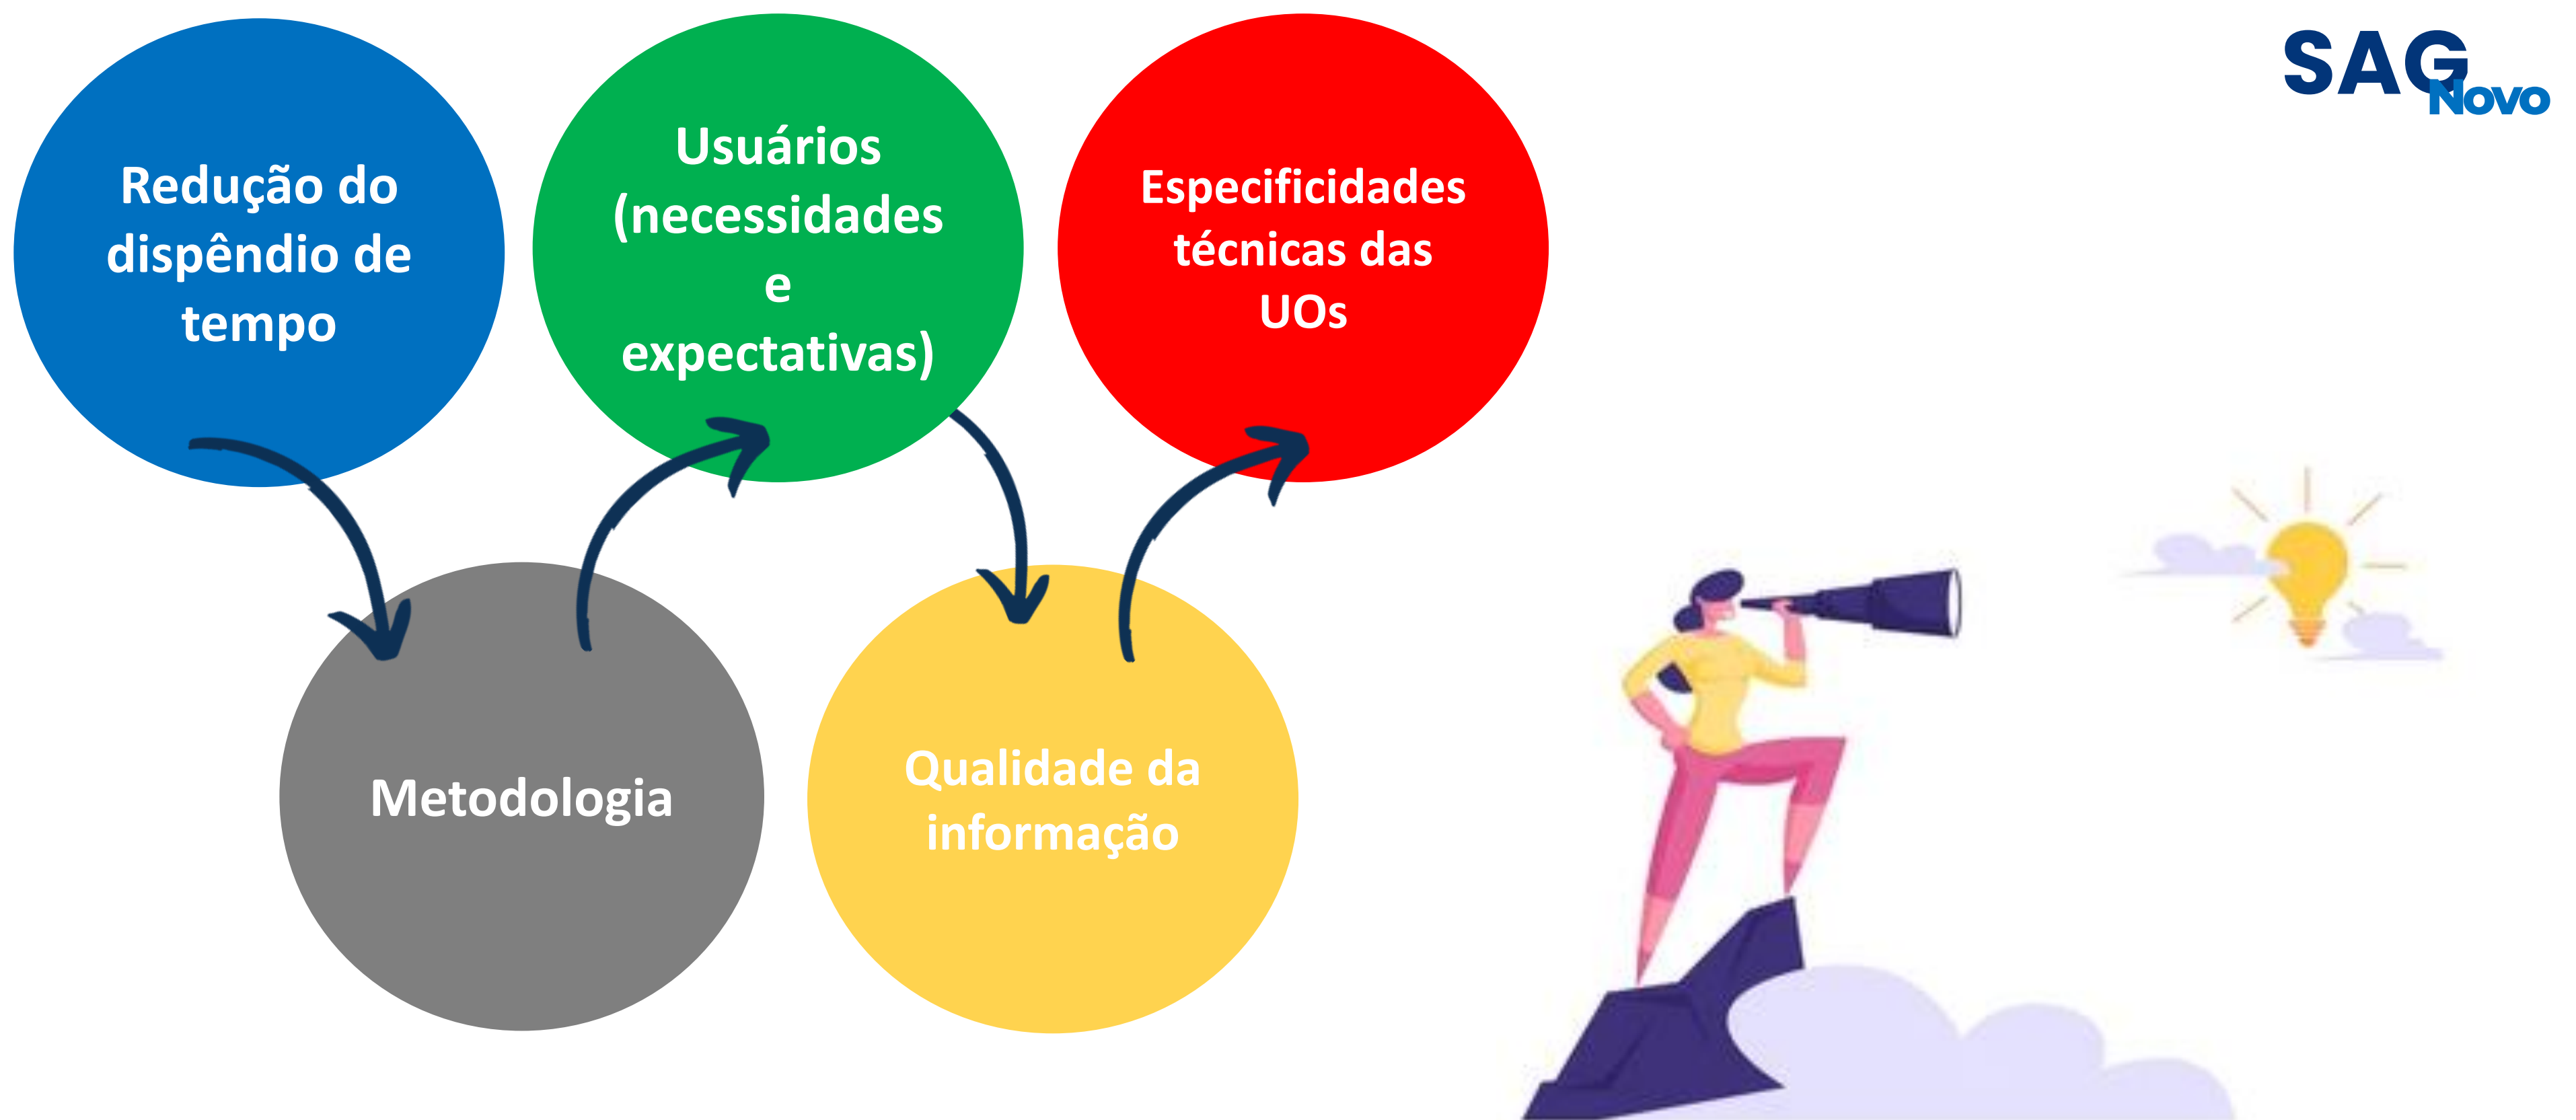 Redução do
dispêndio de
tempo
Usuários
(necessidades
e
expectativas)
Especificidades
técnicas das
UOs
SAG
Novo
Metodologia
Qualidade da
informação